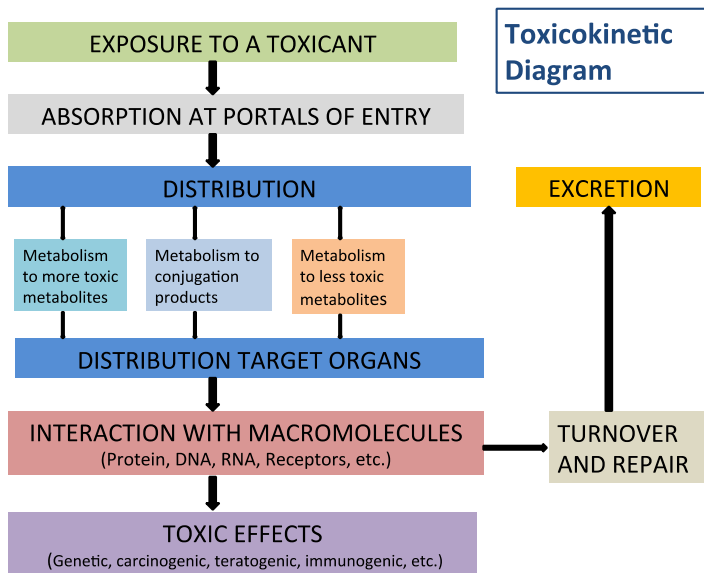 Toxicokinetic
Diagram
EXPOSURE TO A TOXICANT
ABSORPTION AT PORTALS OF ENTRY
DISTRIBUTION
EXCRETION
Metabolism
to more toxic
metabolites
Metabolism to
conjugation
products
Metabolism
to less toxic
metabolites
DISTRIBUTION TARGET ORGANS
INTERACTION WITH MACROMOLECULES
(Protein, DNA, RNA, Receptors, etc.)
TURNOVER
AND REPAIR
TOXIC EFFECTS
(Genetic, carcinogenic, teratogenic, immunogenic, etc.)